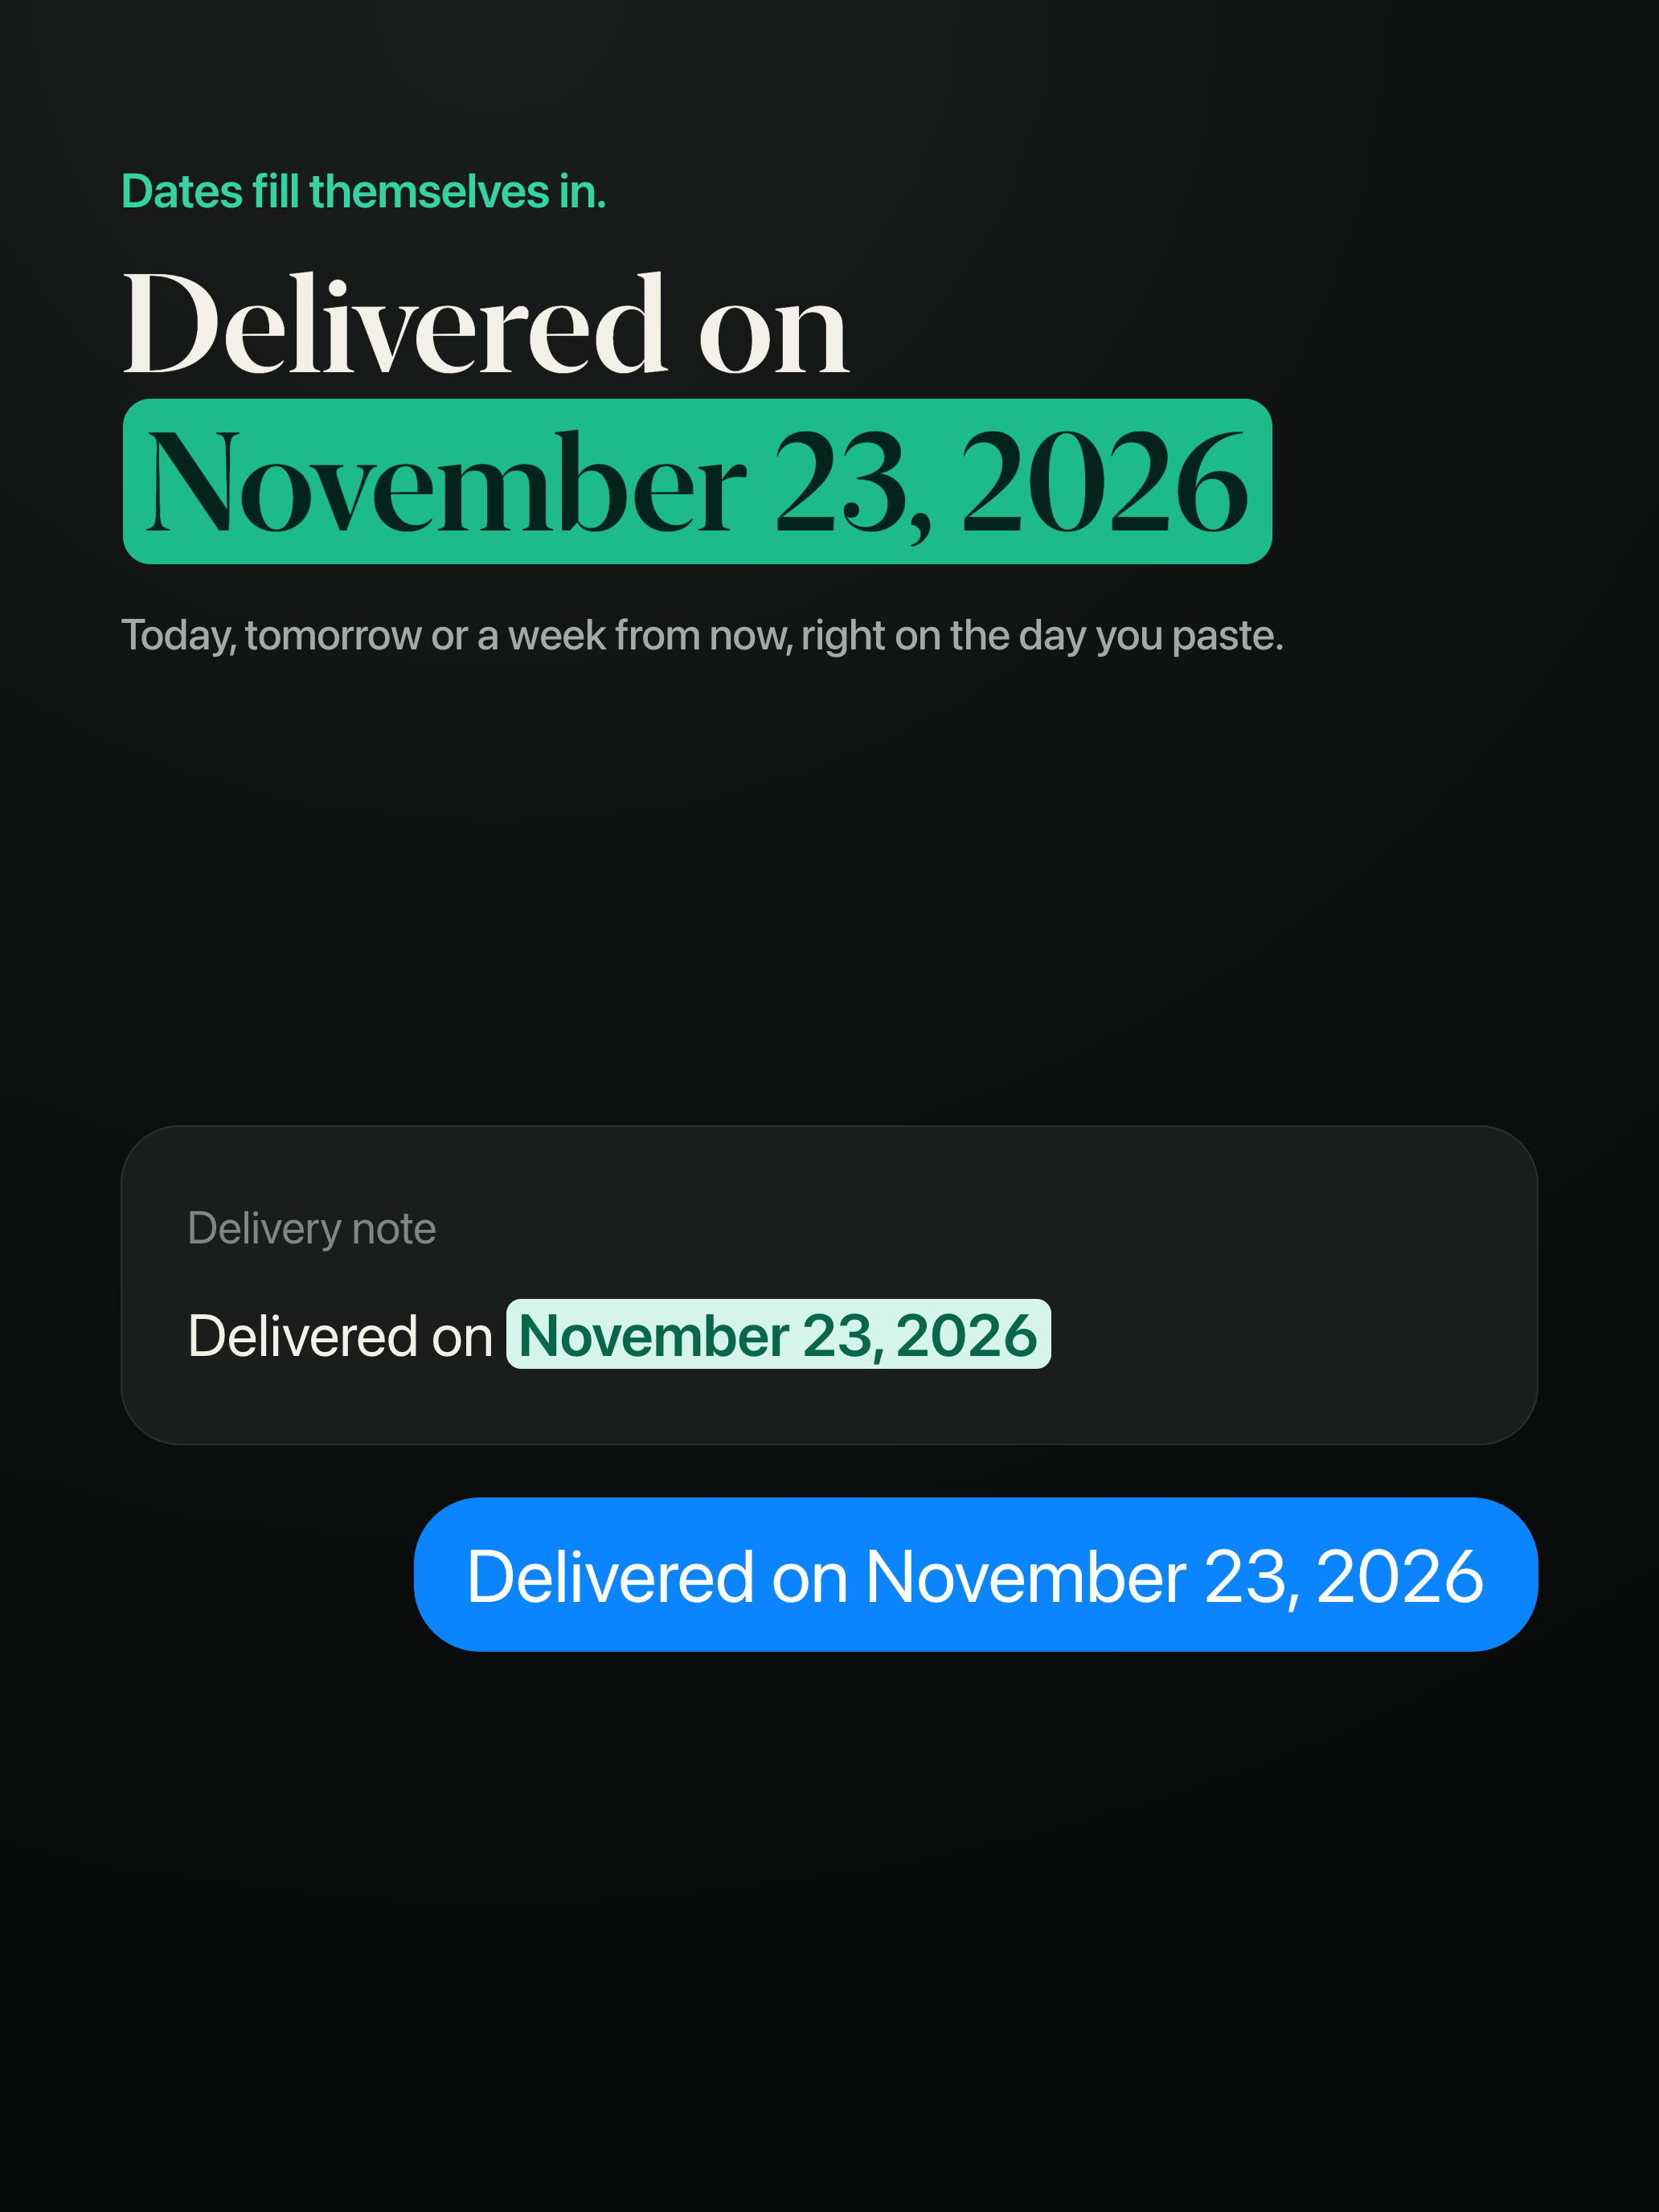 Dates fill themselves in.
Delivered on
November 23, 2026
Today, tomorrow or a week from now, right on the day you paste.
Delivery note
Delivered on November 23, 2026
Delivered on November 23, 2026